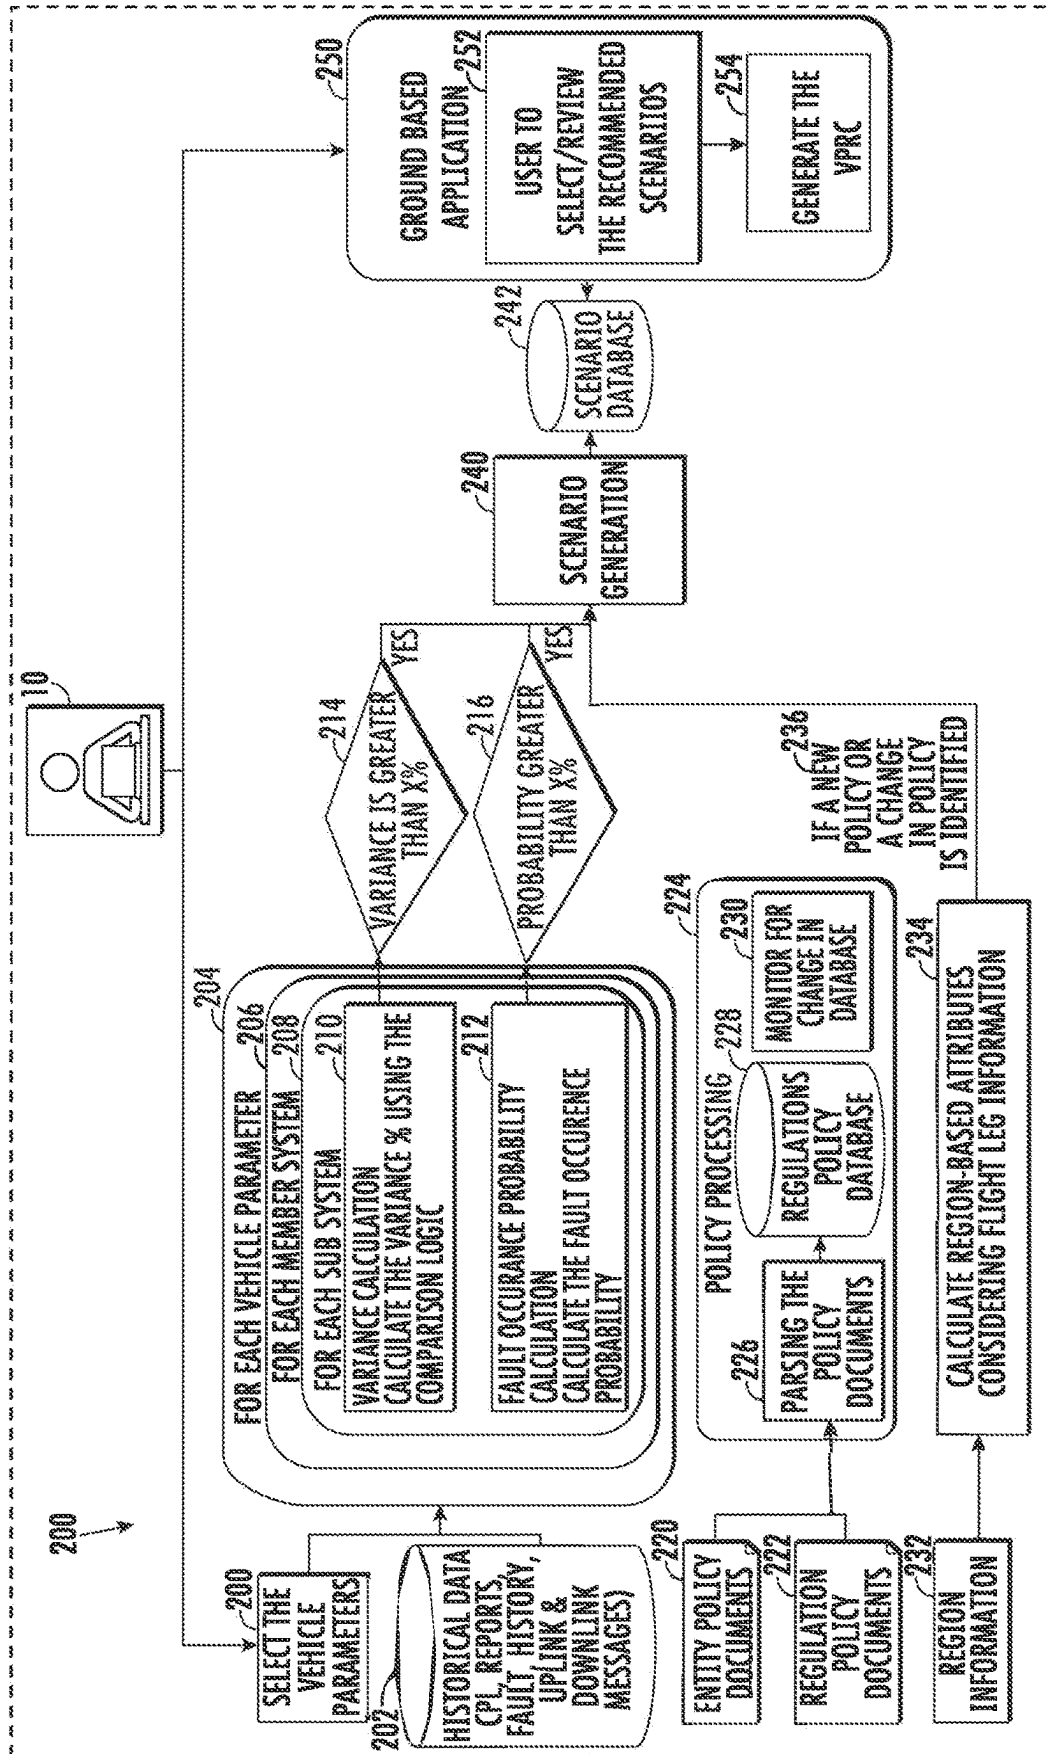 200
10
200
SELECT THE
VEHICLE
PARAMETERS
202
HISTORICAL DATA
CPL, REPORTS,
FAULT, HISTORY,
UPLINK &
DOWNLINK
MESSAGES)
204
FOR EACH VEHICLE PARAMETER
206
FOR EACH MEMBER SYSTEM
208
FOR EACH SUB SYSTEM
210
VARIANCE CALCULATION
CALCULATE THE VARIANCE % USING THE
COMPARISON LOGIC
212
FAULT OCCURANCE PROBABILITY
CALCULATION
CALCULATE THE FAULT OCCURENCE
PROBABILITY
214
VARIANCE IS GREATER
THAN X%
YES
216
PROBABILITY GREATER
THAN X%
YES
220
ENTITY POLICY
DOCUMENTS
222
REGULATION
POLICY
DOCUMENTS
224
POLICY PROCESSING
226
PARSING THE
POLICY
DOCUMENTS
228
REGULATIONS
POLICY
DATABASE
230
MONITOR FOR
CHANGE IN
DATABASE
232
REGION
INFORMATION
234
CALCULATE REGION-BASED ATTRIBUTES
CONSIDERING FLIGHT LEG INFORMATION
236
IF A NEW
POLICY OR
A CHANGE
IN POLICY
IS IDENTIFIED
240
SCENARIO
GENERATION
242
SCENARIO
DATABASE
250
GROUND BASED
APPLICATION
252
USER TO
SELECT/REVIEW
THE RECOMMENDED
SCENARIIOS
254
GENERATE THE
VPRC